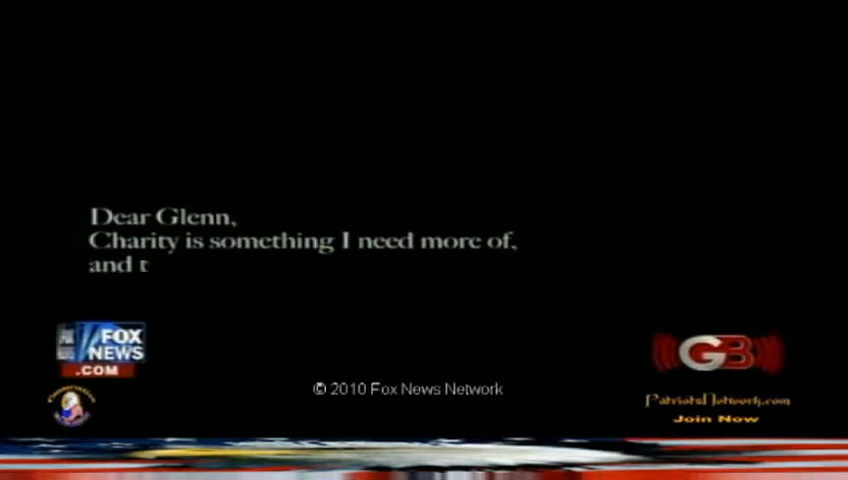 Dear Glenn,
Charity is something I need more of,
and t
FOX
NEWS
.COM
GB
© 2010 Fox News Network
PatriotsNetwork.com
Join Now